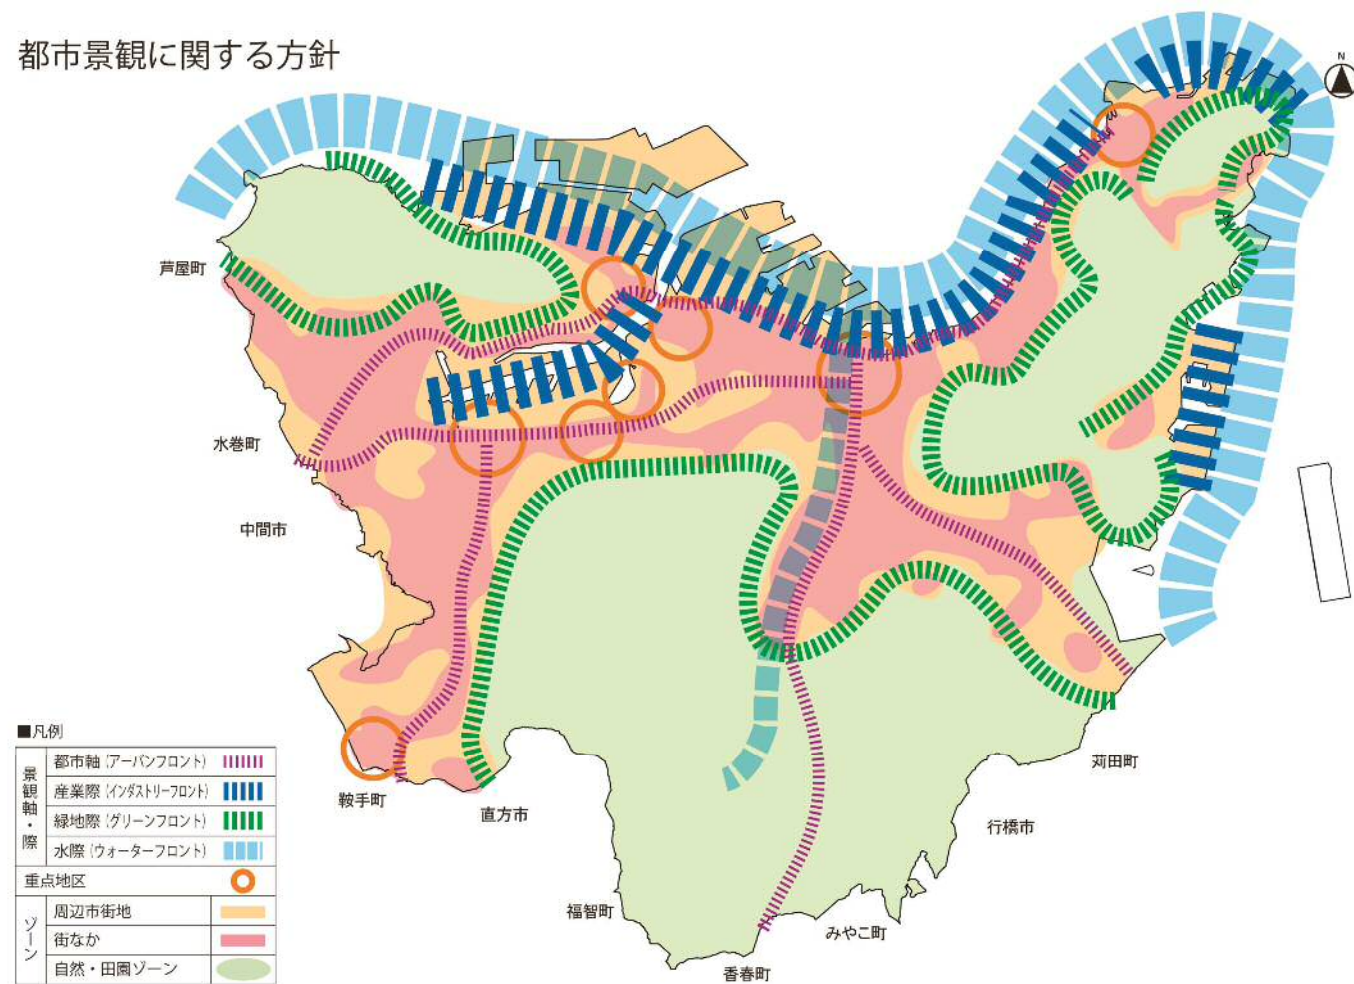 都市景観に関する方針
N
芦屋町
水巻町
中間市
鞍手町
直方市
福智町
香春町
みやこ町
行橋市
苅田町
■凡例
景観軸・際
都市軸（アーバンフロント）
産業際（インダストリーフロント）
緑地際（グリーンフロント）
水際（ウォーターフロント）
重点地区
ゾーン
周辺市街地
街なか
自然・田園ゾーン